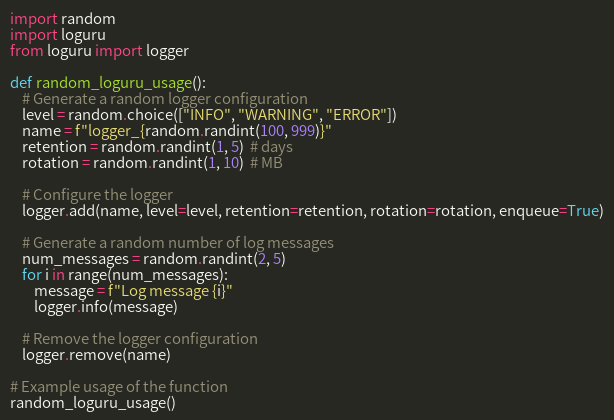 import random
import loguru
from loguru import logger

def random_loguru_usage():
    # Generate a random logger configuration
    level = random.choice(["INFO", "WARNING", "ERROR"])
    name = f"logger_{random.randint(100, 999)}"
    retention = random.randint(1, 5)  # days
    rotation = random.randint(1, 10)  # MB

    # Configure the logger
    logger.add(name, level=level, retention=retention, rotation=rotation, enqueue=True)

    # Generate a random number of log messages
    num_messages = random.randint(2, 5)
    for i in range(num_messages):
        message = f"Log message {i}"
        logger.info(message)

    # Remove the logger configuration
    logger.remove(name)

# Example usage of the function
random_loguru_usage()